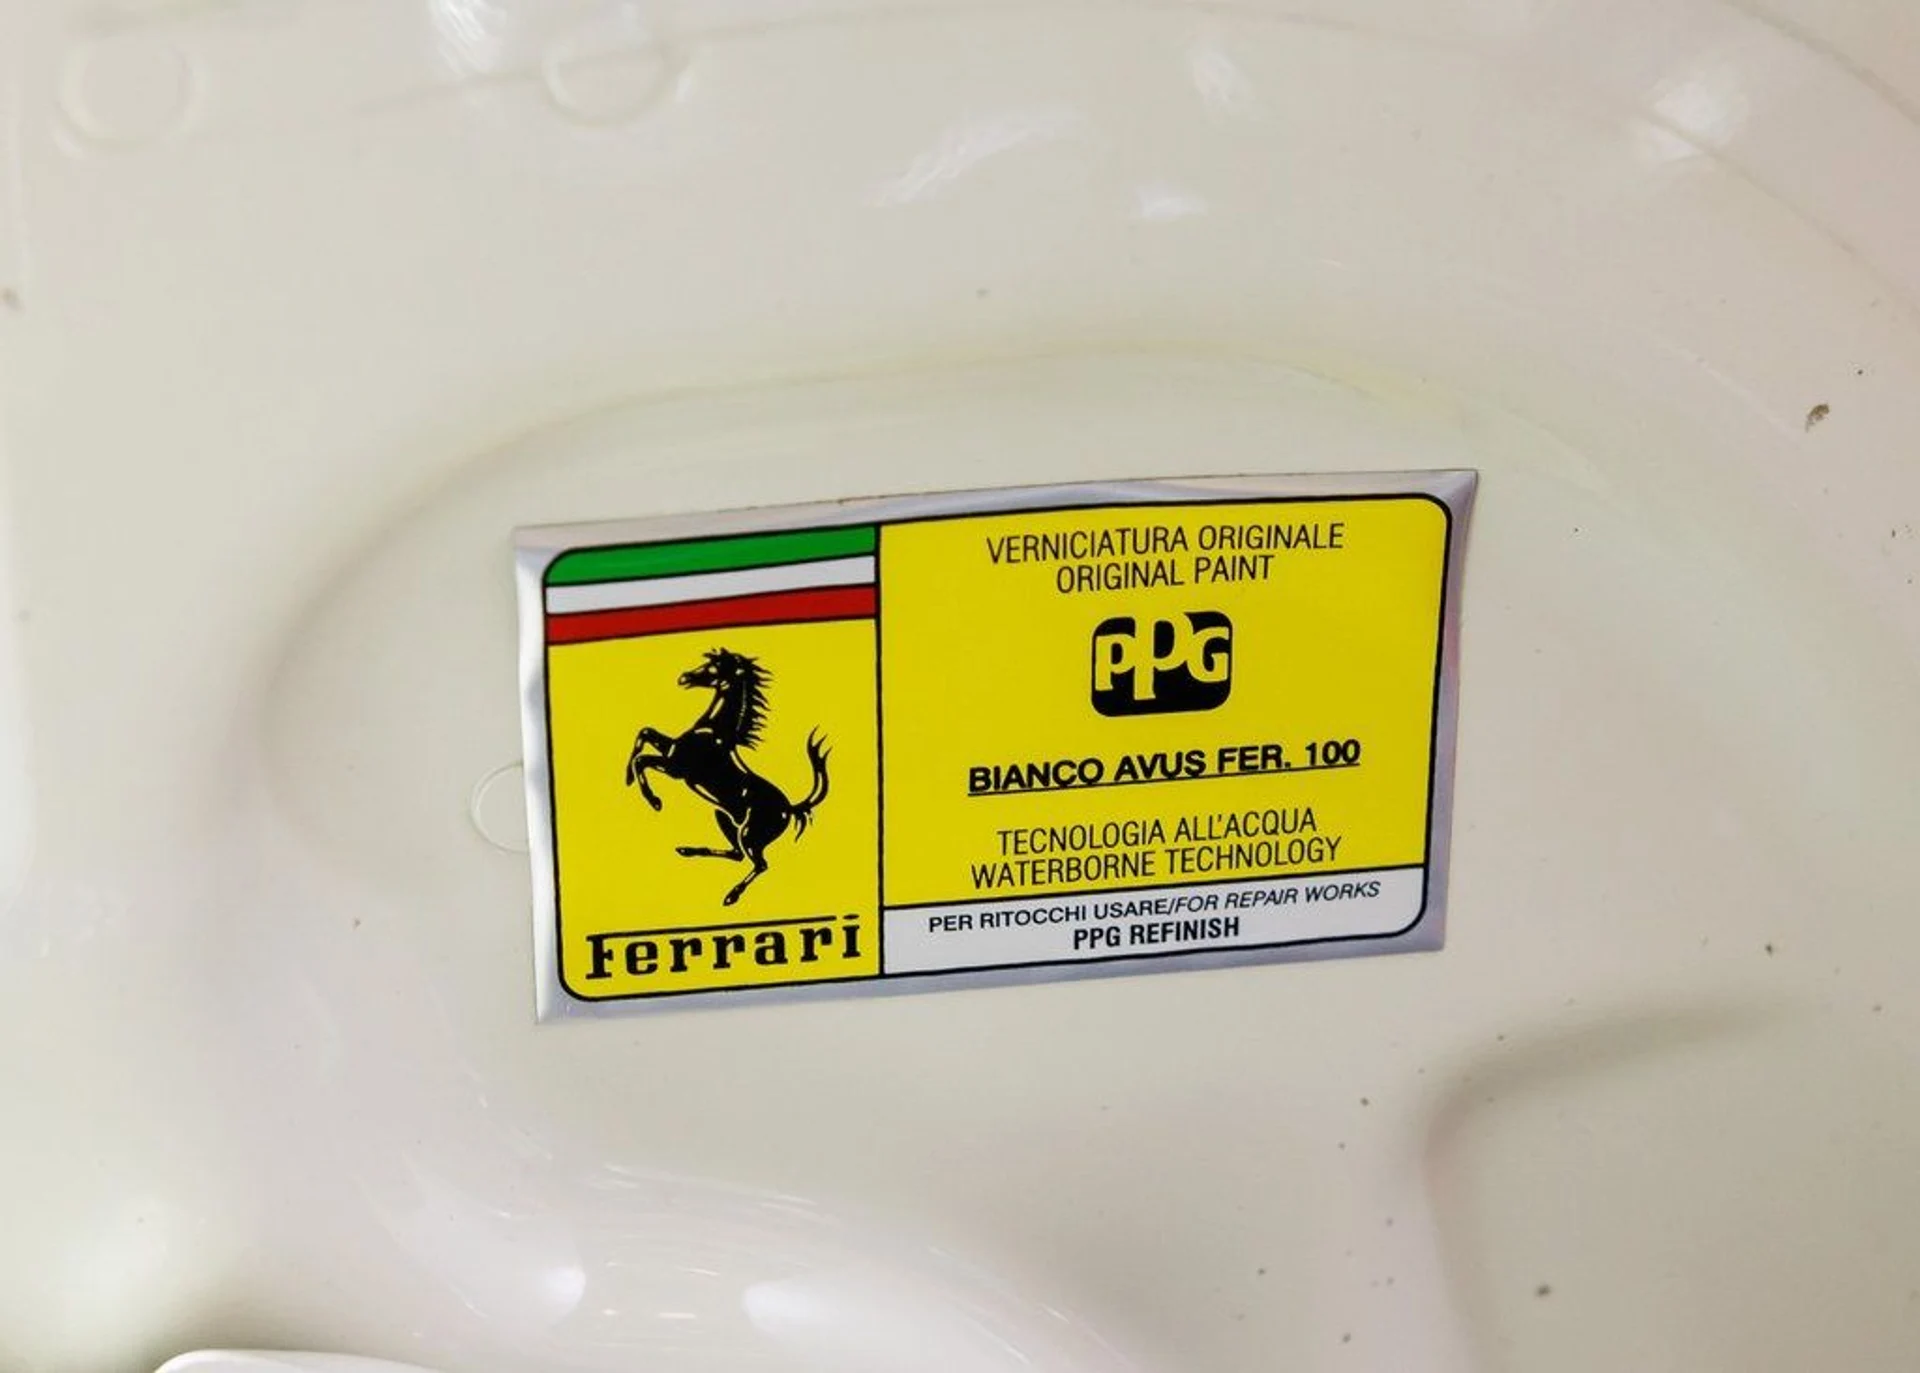 Ferrari
VERNICIATURA ORIGINALE
ORIGINAL PAINT
PPG
BIANCO AVUS FER. 100
TECNOLOGIA ALL'ACQUA
WATERBORNE TECHNOLOGY
PER RITOCCHI USARE/FOR REPAIR WORKS
PPG REFINISH